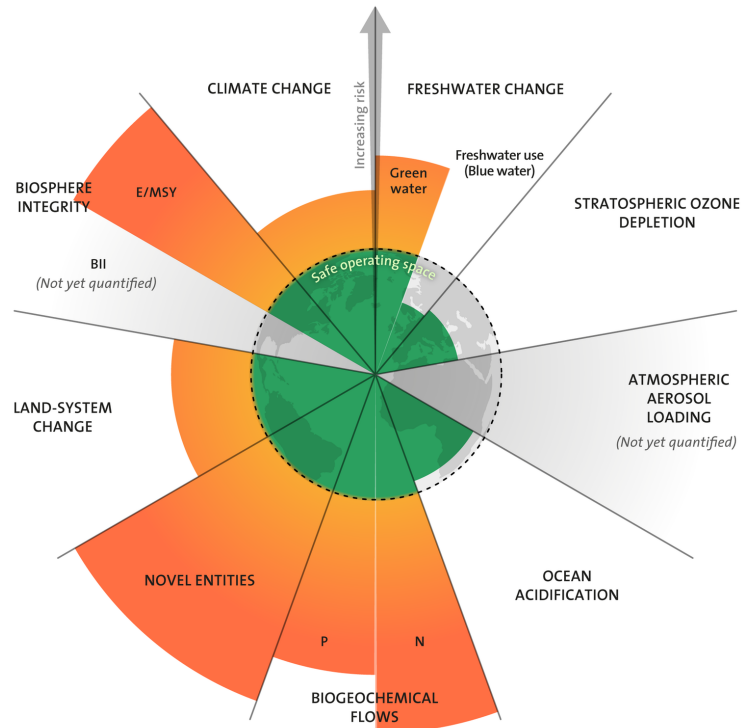 CLIMATE CHANGE
Increasing risk
FRESHWATER CHANGE
Green
water
Freshwater use
(Blue water)
STRATOSPHERIC OZONE
DEPLETION
BIOSPHERE
INTEGRITY
E/MSY
BII
(Not yet quantified)
Safe operating space
ATMOSPHERIC
AEROSOL
LOADING
(Not yet quantified)
LAND-SYSTEM
CHANGE
NOVEL ENTITIES
OCEAN
ACIDIFICATION
P
N
BIOGEOCHEMICAL
FLOWS